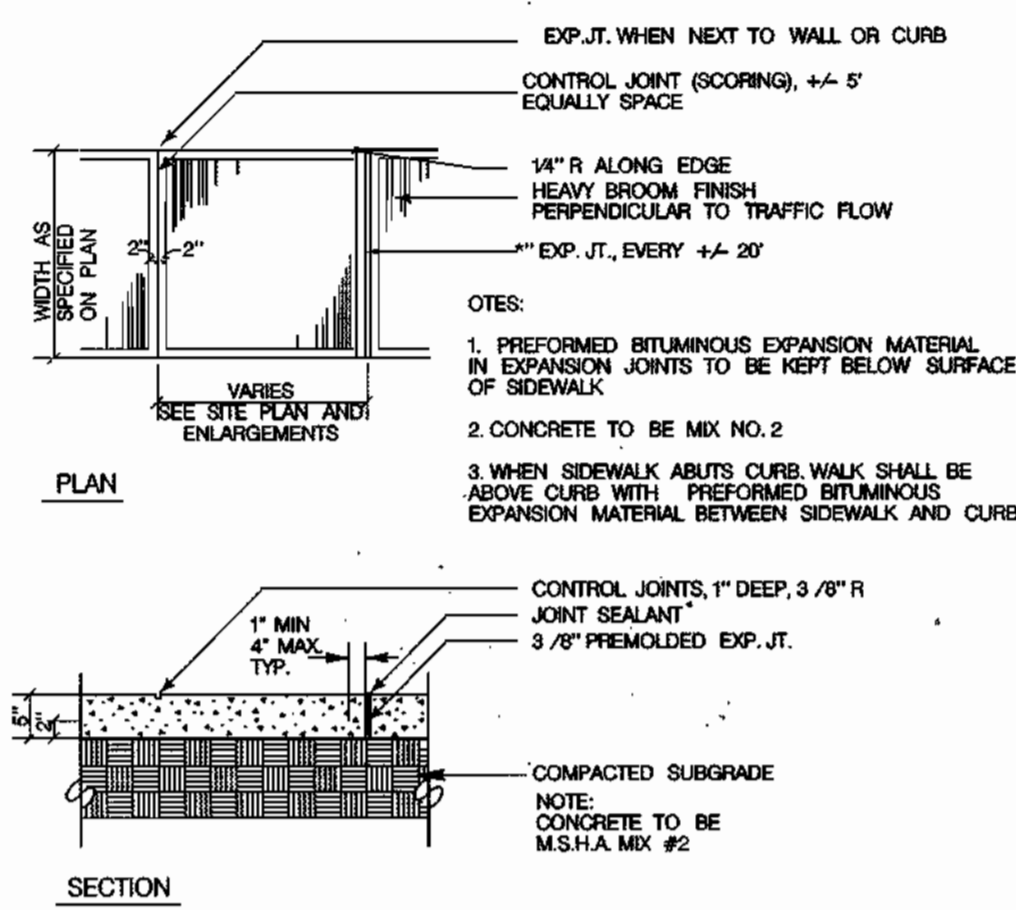 EXP.JT. WHEN NEXT TO WALL OR CURB
CONTROL JOINT (SCORING), +/- 5'
EQUALLY SPACE
1/4" R ALONG EDGE
HEAVY BROOM FINISH
PERPENDICULAR TO TRAFFIC FLOW
*" EXP. JT., EVERY +/- 20'
WIDTH AS
SPECIFIED
ON PLAN
2" 2"
VARIES
SEE SITE PLAN AND
ENLARGEMENTS
PLAN
OTES:
1. PREFORMED BITUMINOUS EXPANSION MATERIAL
IN EXPANSION JOINTS TO BE KEPT BELOW SURFACE
OF SIDEWALK
2. CONCRETE TO BE MIX NO. 2
3. WHEN SIDEWALK ABUTS CURB. WALK SHALL BE
ABOVE CURB WITH PREFORMED BITUMINOUS
EXPANSION MATERIAL BETWEEN SIDEWALK AND CURB
CONTROL JOINTS, 1" DEEP, 3 /8" R
JOINT SEALANT*
3 /8" PREMOLDED EXP. JT.
1" MIN
4" MAX.
TYP.
5"
2"
COMPACTED SUBGRADE
NOTE:
CONCRETE TO BE
M.S.H.A. MIX #2
SECTION